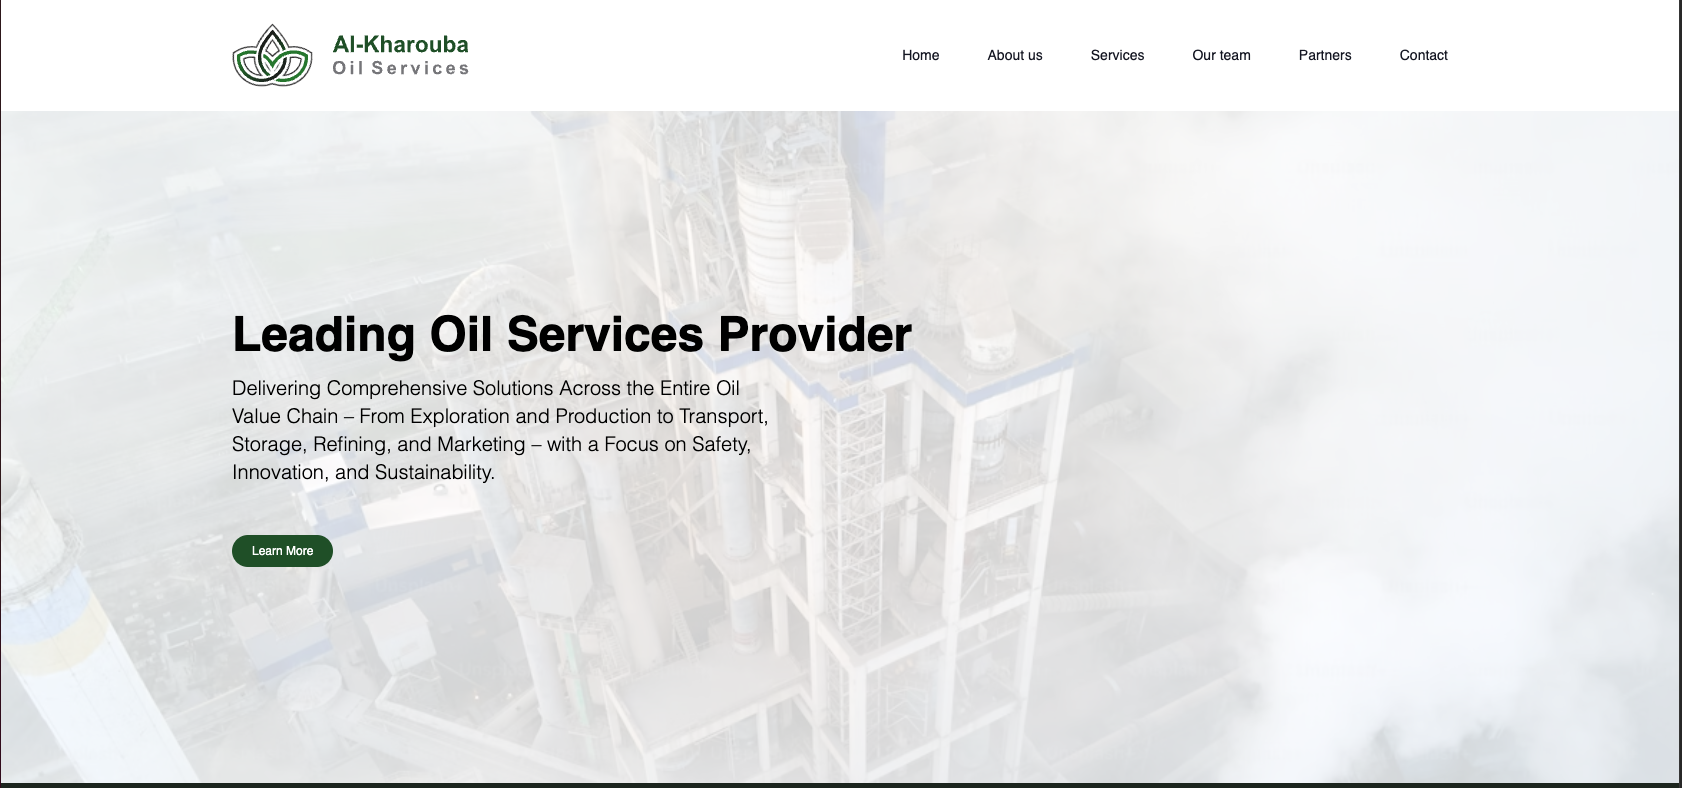 Al-Kharouba
Oil Services
Home
About us
Services
Our team
Partners
Contact
Leading Oil Services Provider
Delivering Comprehensive Solutions Across the Entire Oil
Value Chain – From Exploration and Production to Transport,
Storage, Refining, and Marketing – with a Focus on Safety,
Innovation, and Sustainability.
Learn More